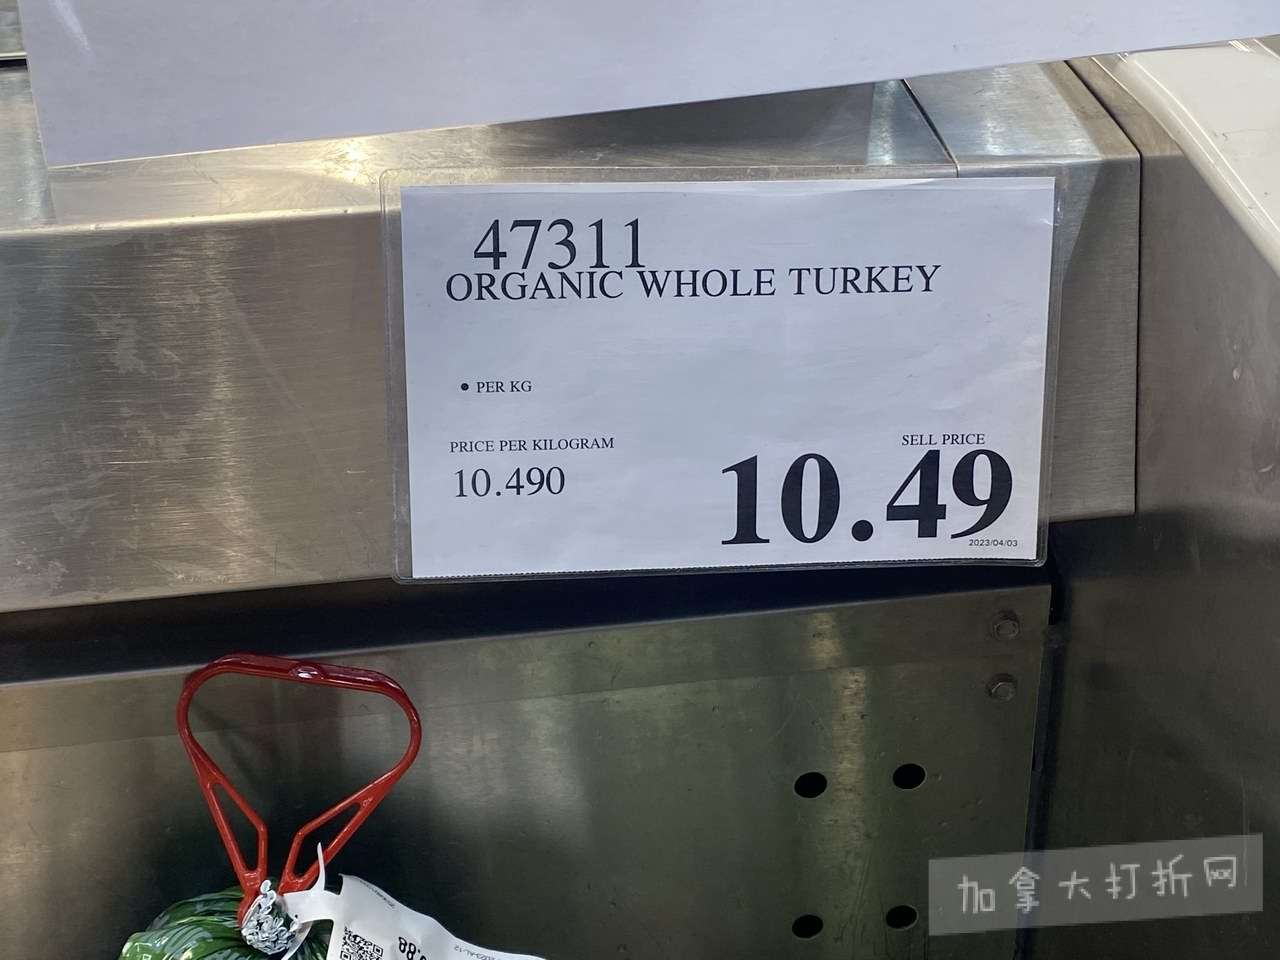 47311
ORGANIC WHOLE TURKEY
• PER KG
PRICE PER KILOGRAM
10.490
SELL PRICE
10.49
2023/04/03
加拿大打折网